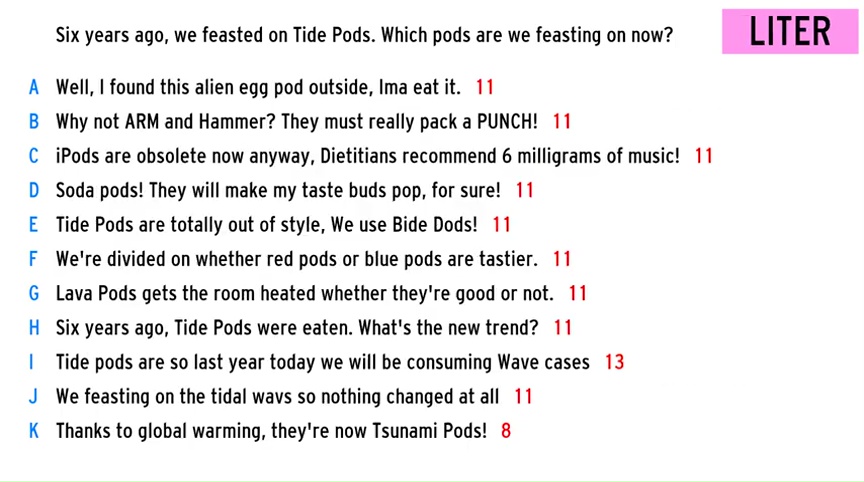 Six years ago, we feasted on Tide Pods. Which pods are we feasting on now?
LITER
A Well, I found this alien egg pod outside, Ima eat it. 11
B Why not ARM and Hammer? They must really pack a PUNCH! 11
C iPods are obsolete now anyway, Dietitians recommend 6 milligrams of music! 11
D Soda pods! They will make my taste buds pop, for sure! 11
E Tide Pods are totally out of style, We use Bide Dods! 11
F We're divided on whether red pods or blue pods are tastier. 11
G Lava Pods gets the room heated whether they're good or not. 11
H Six years ago, Tide Pods were eaten. What's the new trend? 11
I Tide pods are so last year today we will be consuming Wave cases 13
J We feasting on the tidal wavs so nothing changed at all 11
K Thanks to global warming, they're now Tsunami Pods! 8